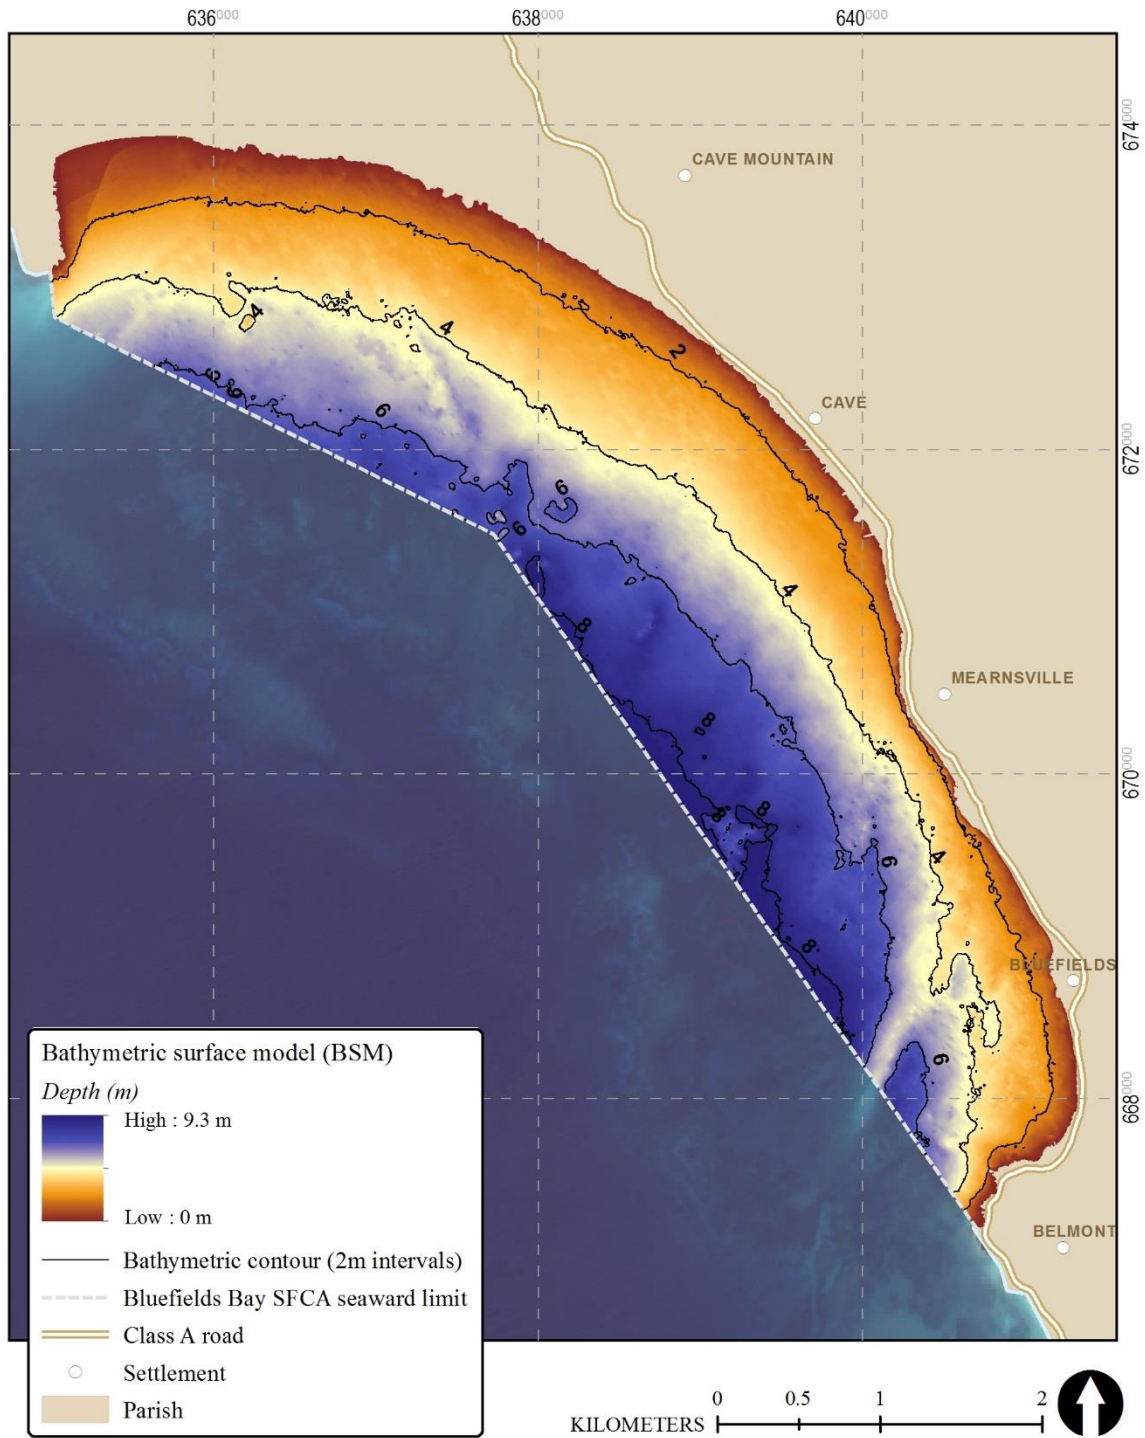 636000 638000 640000
674000
CAVE MOUNTAIN
2
4
4
CAVE
6
6
672000
6
6
6
4
8
MEARNSVILLE
8
670000
8
8
4
6
8
BLUEFIELDS
6
668000
BELMONT
Bathymetric surface model (BSM)
Depth (m)
High : 9.3 m
Low : 0 m
Bathymetric contour (2m intervals)
Bluefields Bay SFCA seaward limit
Class A road
Settlement
Parish
0 0.5 1 2
KILOMETERS